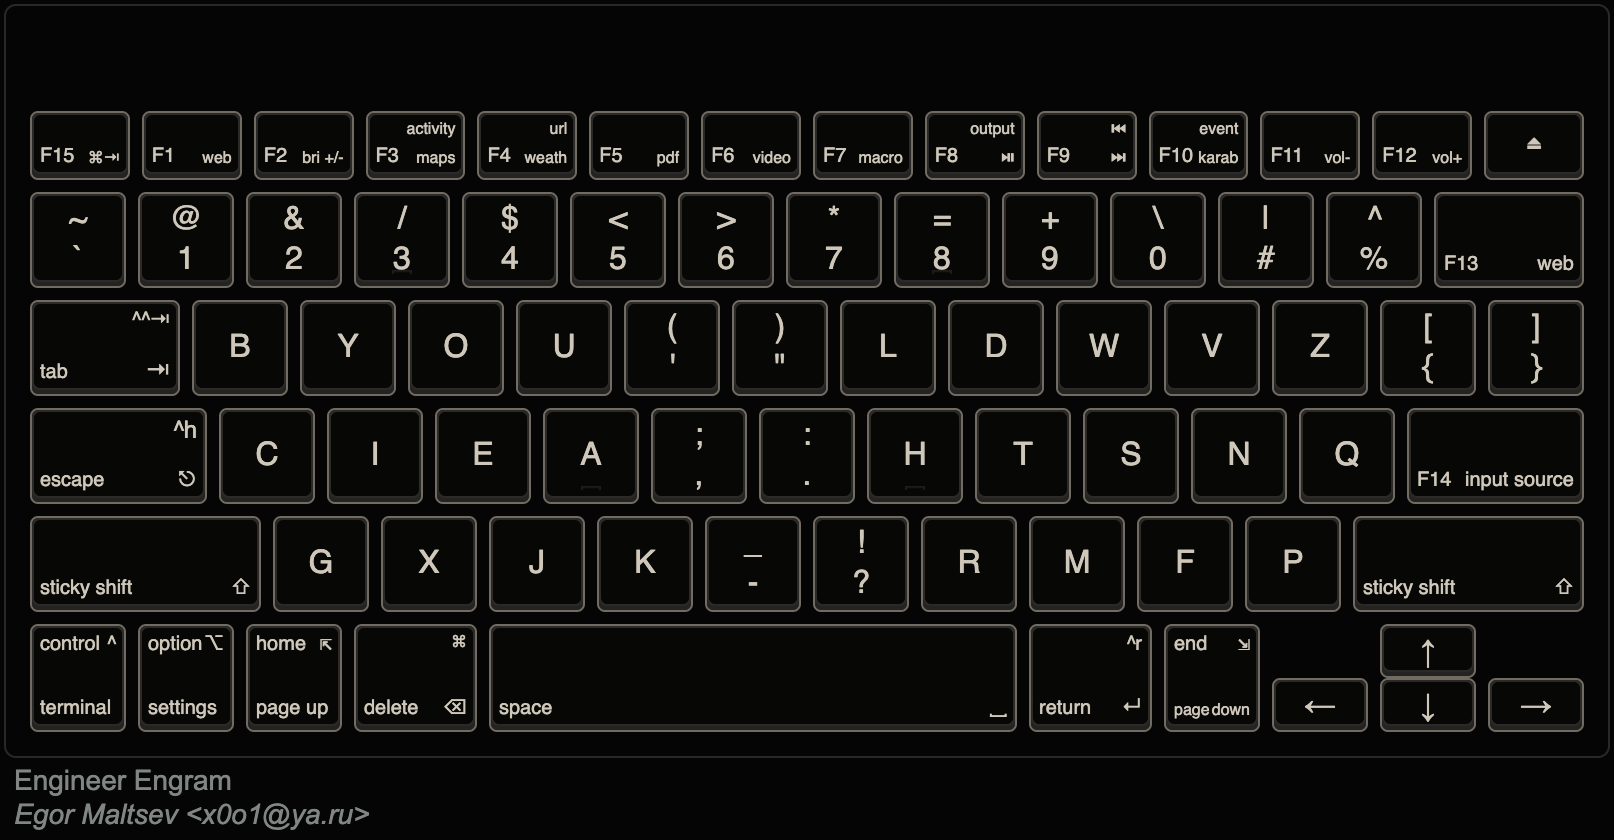 activity url output ⏮ event
F15 ⌘⇥ F1 web F2 bri +/- F3 maps F4 weath F5 pdf F6 video F7 macro F8 ⏯ F9 ⏭ F10 karab F11 vol- F12 vol+ ⏏
~ @ & / $ < > * = + \ | ^
` 1 2 3 4 5 6 7 8 9 0 # % F13 web
^^⇥ ( ) [ ]
tab ⇥ B Y O U ' " L D W V Z { }
^h ; :
escape ⎋ C I E A , . H T S N Q F14 input source
_ !
sticky shift ⇧ G X J K - ? R M F P sticky shift ⇧
control ^ option ⌥ home ⇱ ⌘ ^r end ⇲ ↑
terminal settings page up delete ⌫ space ⎵ return ↵ page down ← ↓ →
Engineer Engram
Egor Maltsev <x0o1@ya.ru>